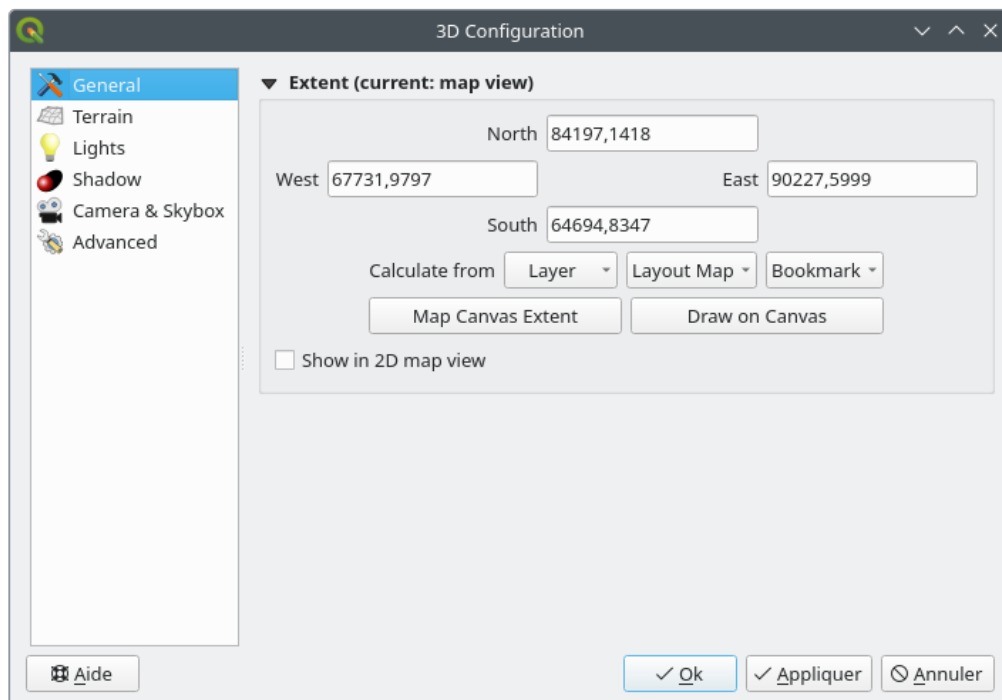 3D Configuration
General
Terrain
Lights
Shadow
Camera & Skybox
Advanced
Extent (current: map view)
North 84197,1418
West 67731,9797 East 90227,5999
South 64694,8347
Calculate from Layer Layout Map Bookmark
Map Canvas Extent Draw on Canvas
Show in 2D map view
Aide Ok Appliquer Annuler